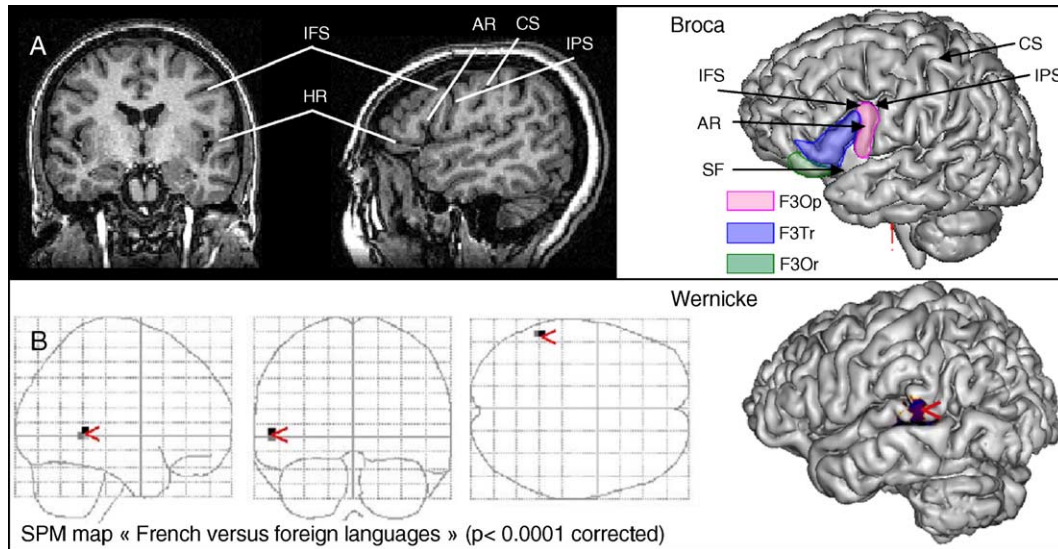 A
IFS
HR
AR
CS
IPS
Broca
CS
IFS
IPS
AR
SF
F3Op
F3Tr
F3Or
B
Wernicke
SPM map « French versus foreign languages » (p< 0.0001 corrected)